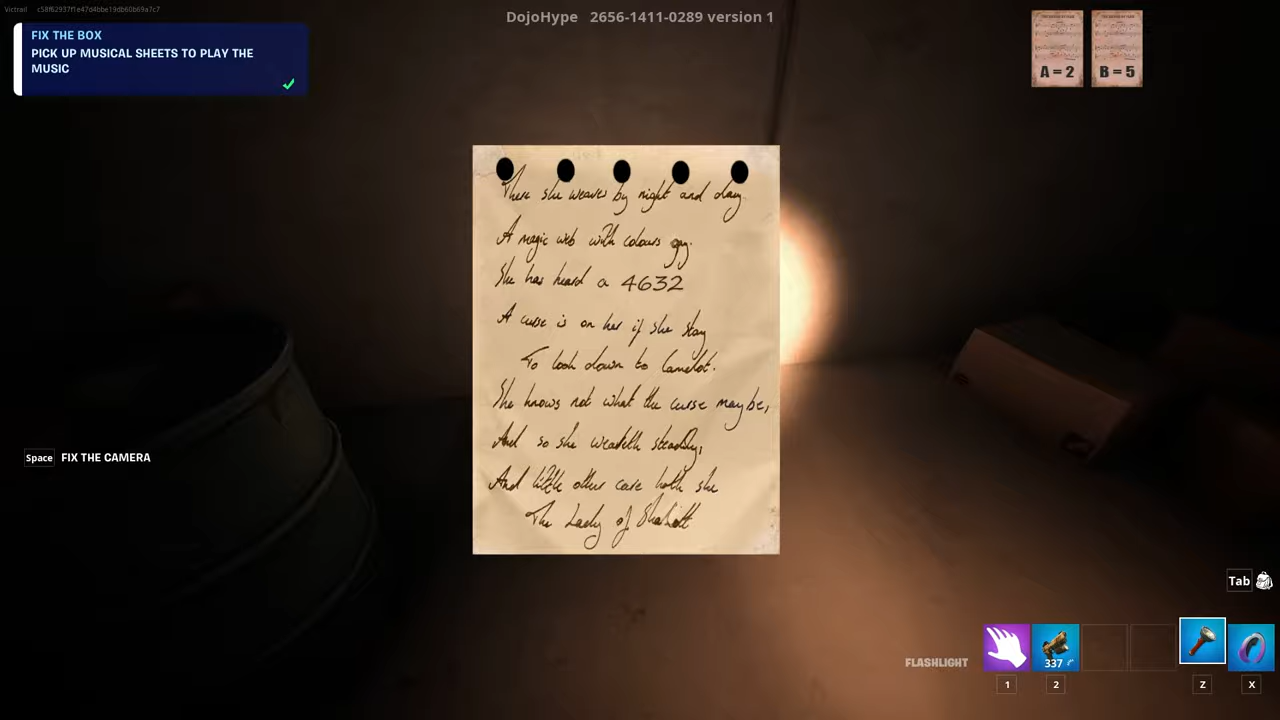 Victrail c58f62937f1e47d4bbe19db60b69a7c7
DojoHype 2656-1411-0289 version 1
FIX THE BOX
PICK UP MUSICAL SHEETS TO PLAY THE
MUSIC
A = 2
B = 5
There she weaves by night and day
A magic web with colours gay.
She has heard a 4632
A curse is on her if she stay
To look down to Camelot.
She knows not what the curse may be,
And so she weaveth steadily,
And little other care hath she
The Lady of Shalott
Space FIX THE CAMERA
Tab
FLASHLIGHT
337
1
2
Z
X